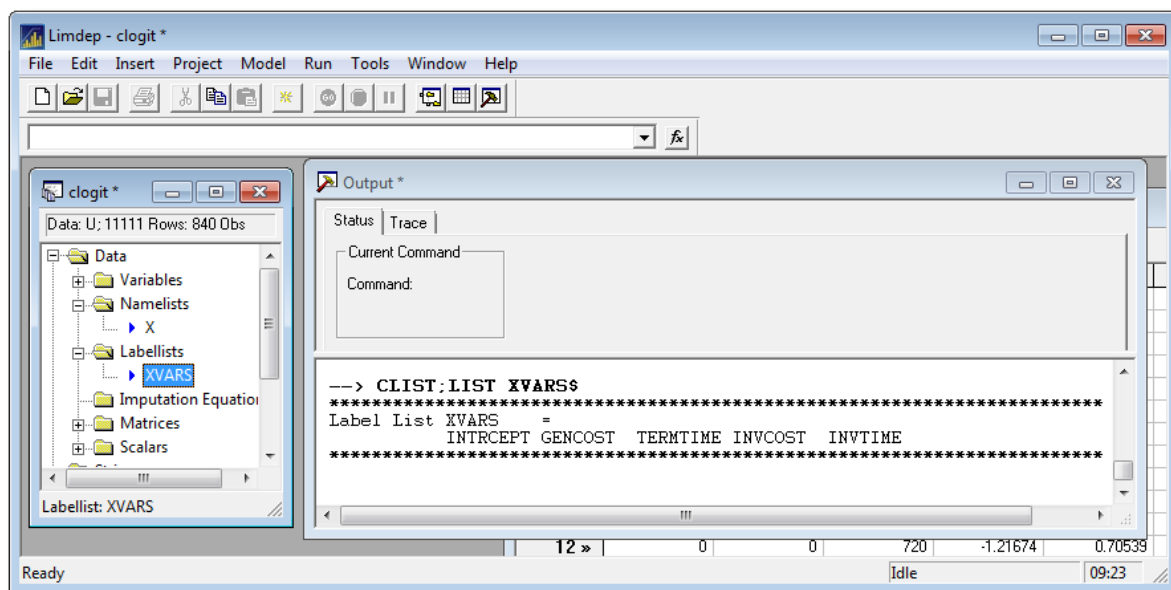 Limdep - clogit *
File Edit Insert Project Model Run Tools Window Help
GO
fx
clogit *
Data: U; 11111 Rows: 840 Obs
Data
Variables
Namelists
X
Labellists
XVARS
Imputation Equation
Matrices
Scalars
Labellist: XVARS
Output *
Status Trace
Current Command
Command:
--> CLIST;LIST XVARS$
*************************************************************************
Label List XVARS =
INTRCEPT GENCOST TERMTIME INVCOST INVTIME
*************************************************************************
12 » 0 0 720 -1.21674 0.70539
Ready Idle 09:23